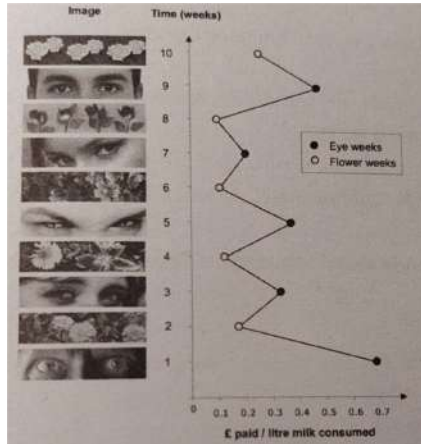 Image Time (weeks)
10
9
8
7
6
5
4
3
2
1
Eye weeks
Flower weeks
0 0.1 0.2 0.3 0.4 0.5 0.6 0.7
£ paid / litre milk consumed